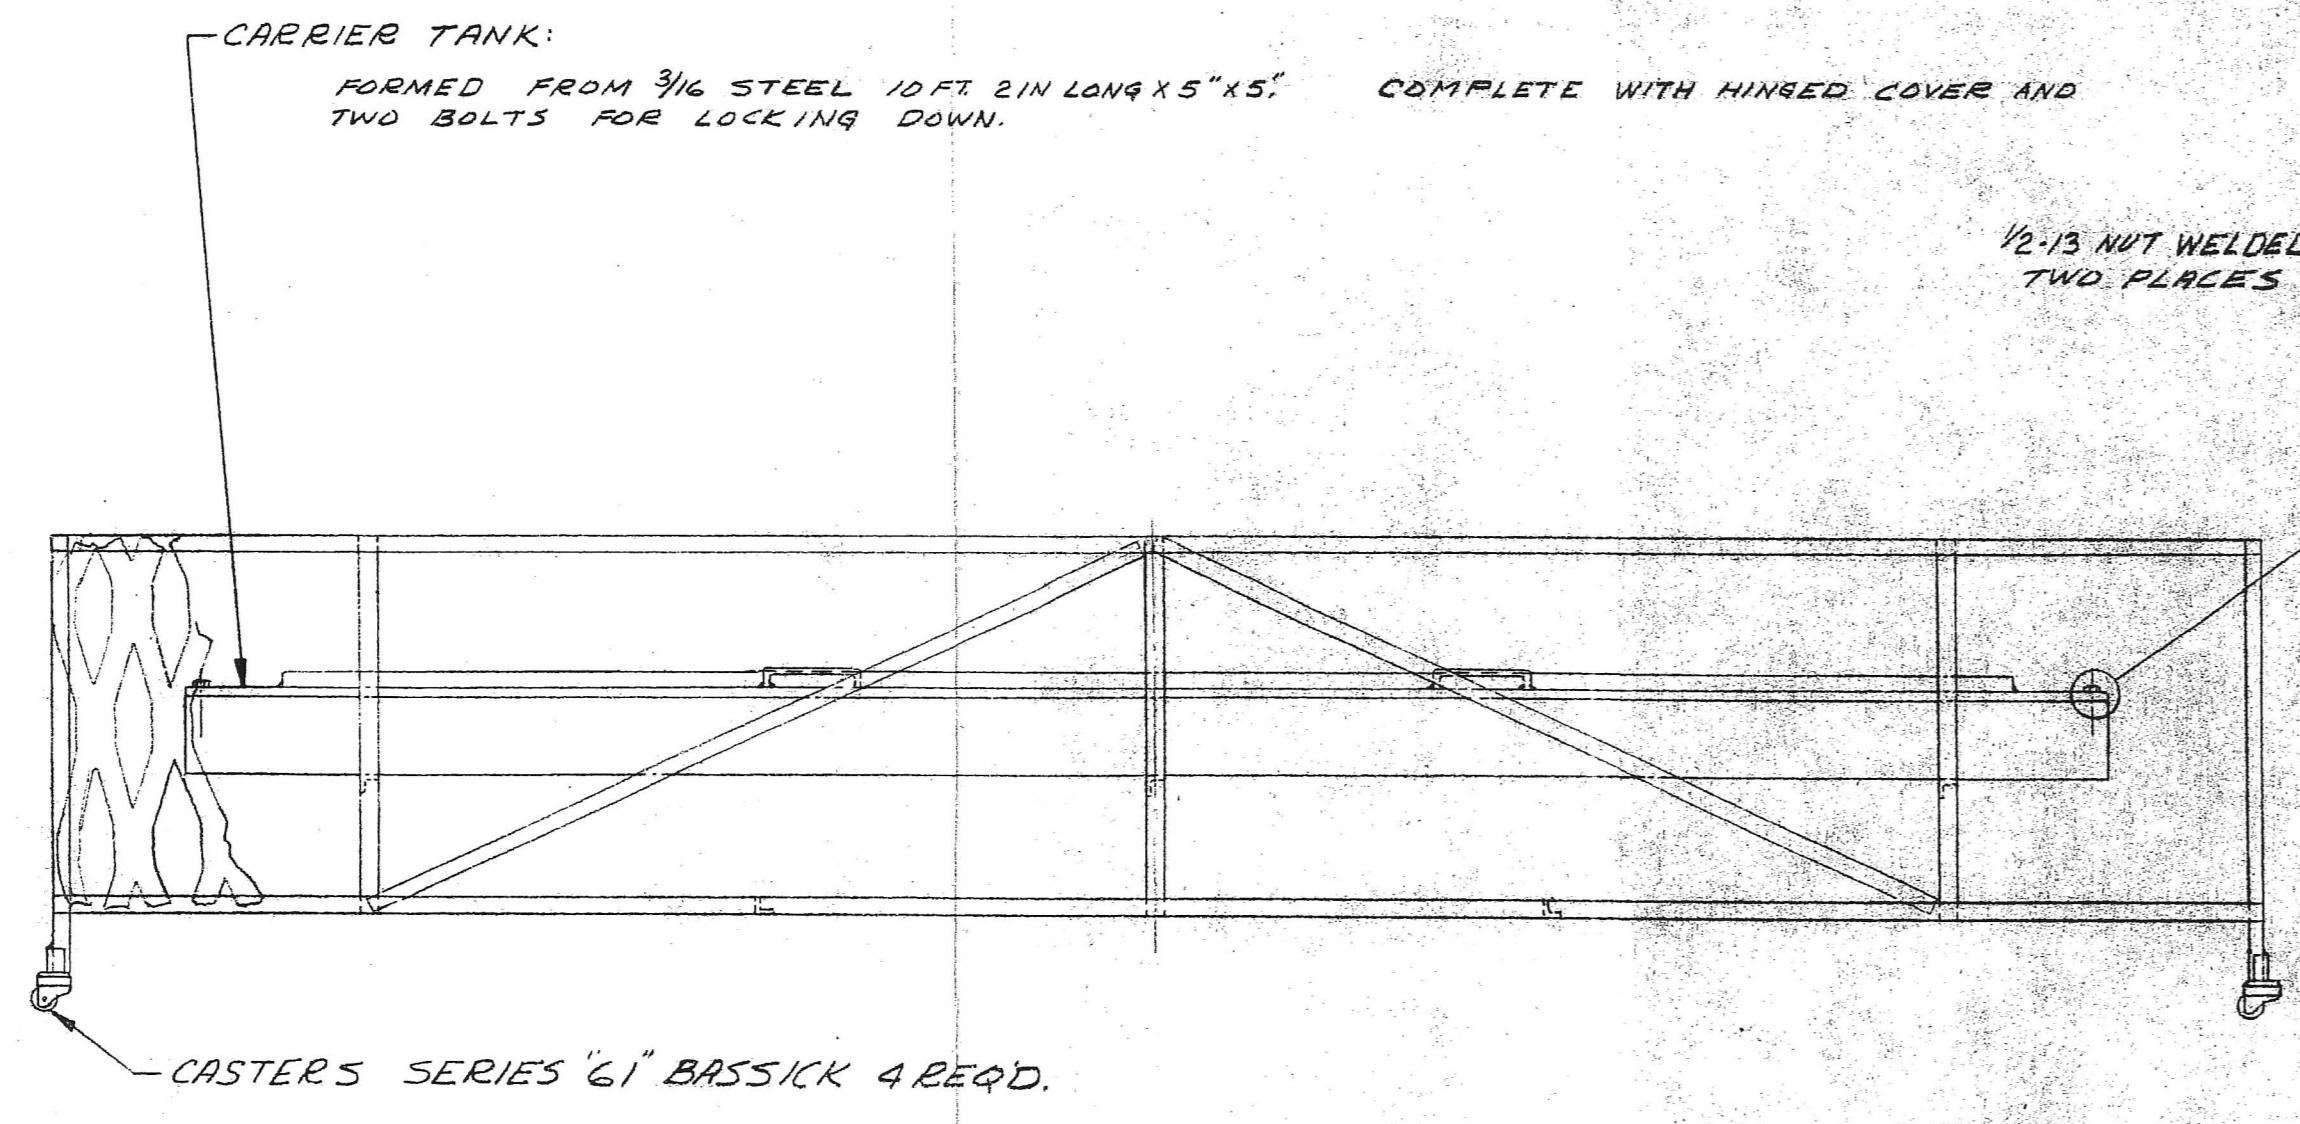 CARRIER TANK:
FORMED FROM 3/16 STEEL 10 FT. 2 IN LONG X 5" X 5". COMPLETE WITH HINGED COVER AND
TWO BOLTS FOR LOCKING DOWN.
1/2-13 NUT WELDED
TWO PLACES
CASTERS SERIES "61" BASSICK 4 REQ'D.